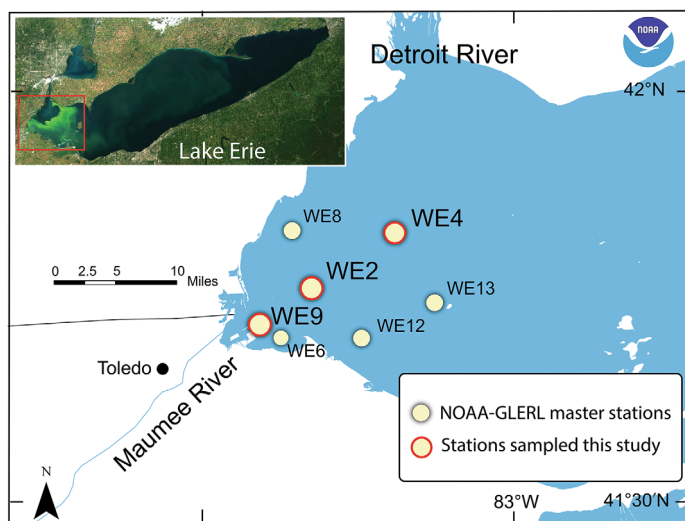 Detroit River
NOAA
42°N
Lake Erie
WE8
WE4
0 2.5 5 10
Miles
WE2
WE13
WE9
WE12
WE6
Toledo
Maumee River
NOAA-GLERL master stations
Stations sampled this study
N
83°W
41°30'N